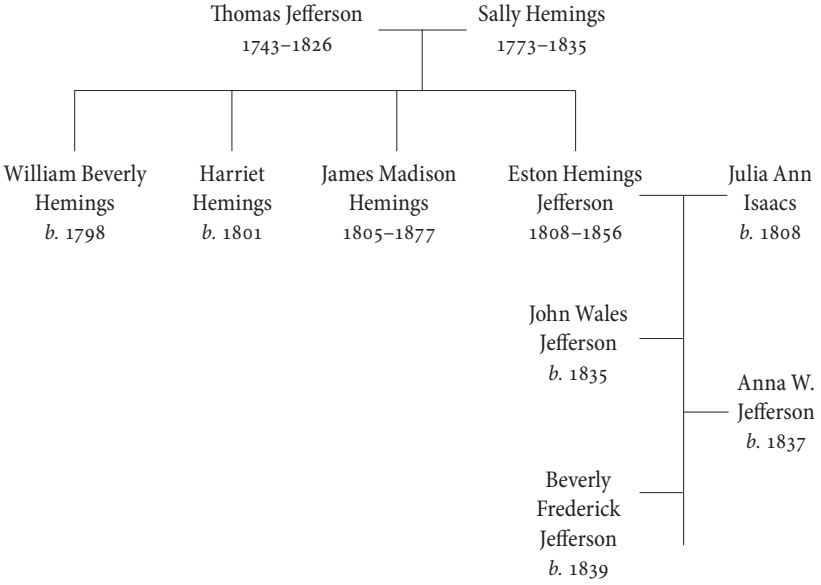 Thomas Jefferson
1743–1826
Sally Hemings
1773–1835
William Beverly
Hemings
b. 1798
Harriet
Hemings
b. 1801
James Madison
Hemings
1805–1877
Eston Hemings
Jefferson
1808–1856
Julia Ann
Isaacs
b. 1808
John Wales
Jefferson
b. 1835
Anna W.
Jefferson
b. 1837
Beverly
Frederick
Jefferson
b. 1839